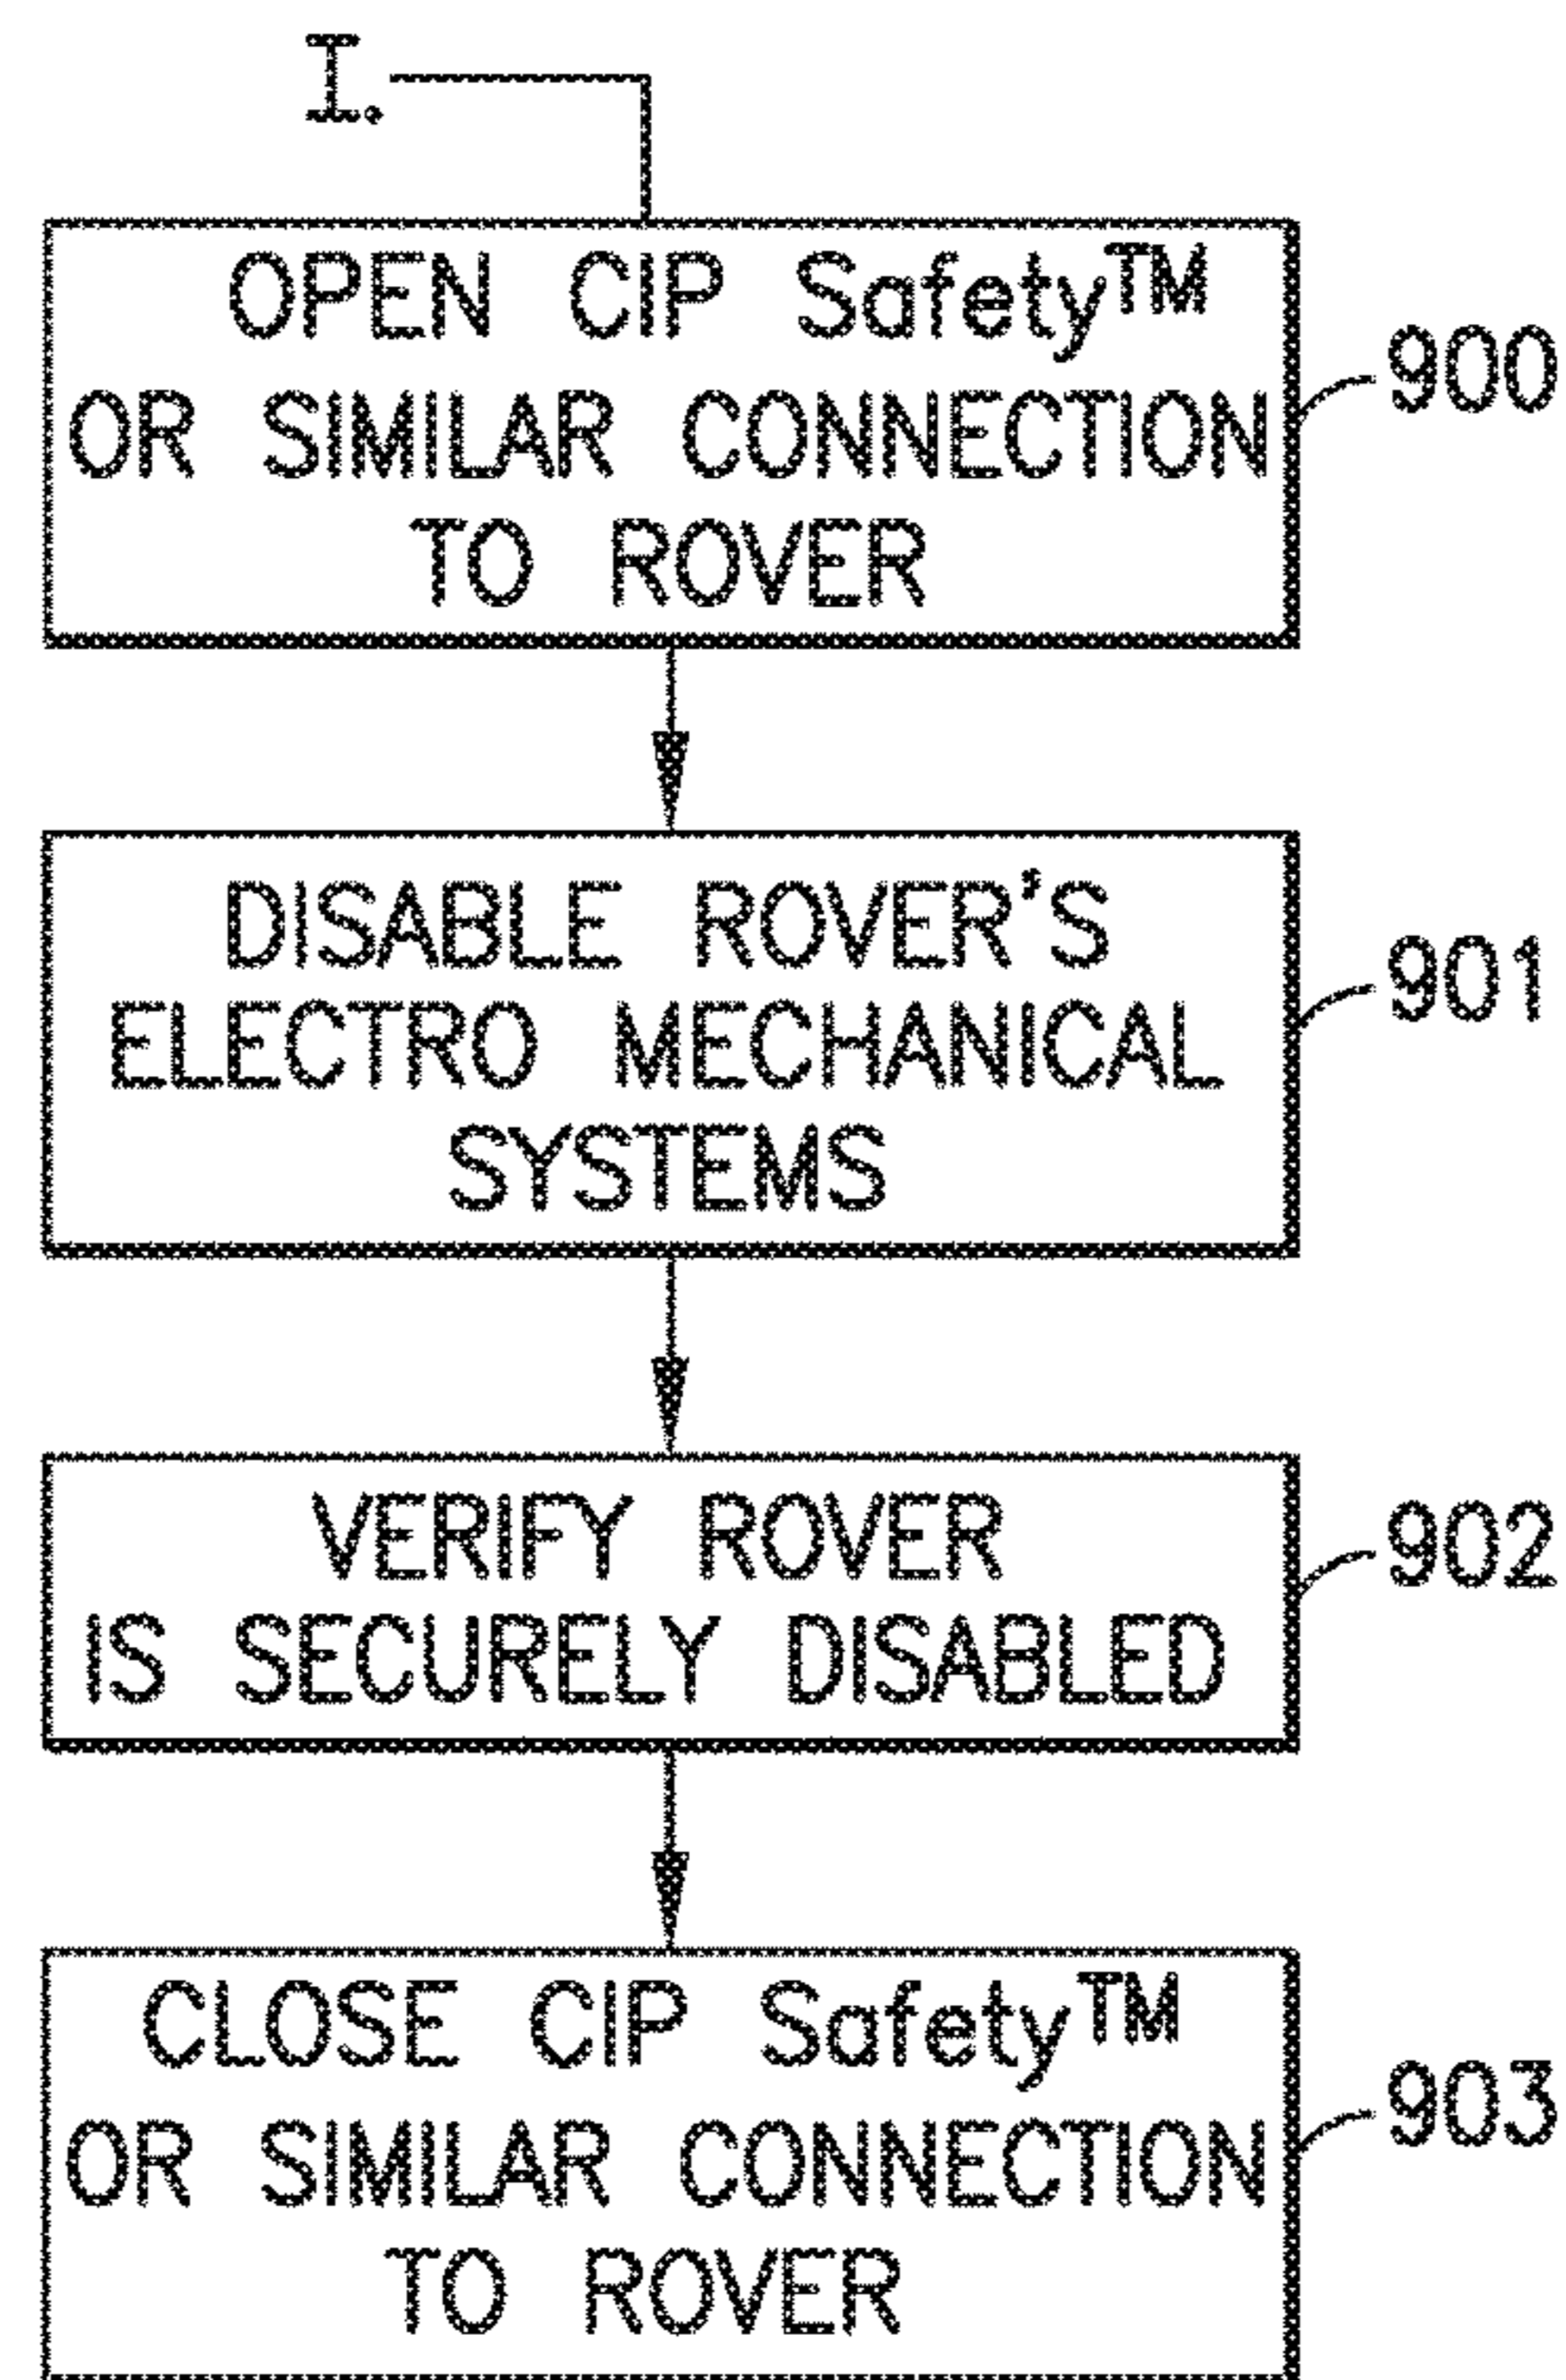 I.
OPEN CIP Safety™
OR SIMILAR CONNECTION
TO ROVER
900
DISABLE ROVER'S
ELECTRO MECHANICAL
SYSTEMS
901
VERIFY ROVER
IS SECURELY DISABLED
902
CLOSE CIP Safety™
OR SIMILAR CONNECTION
TO ROVER
903